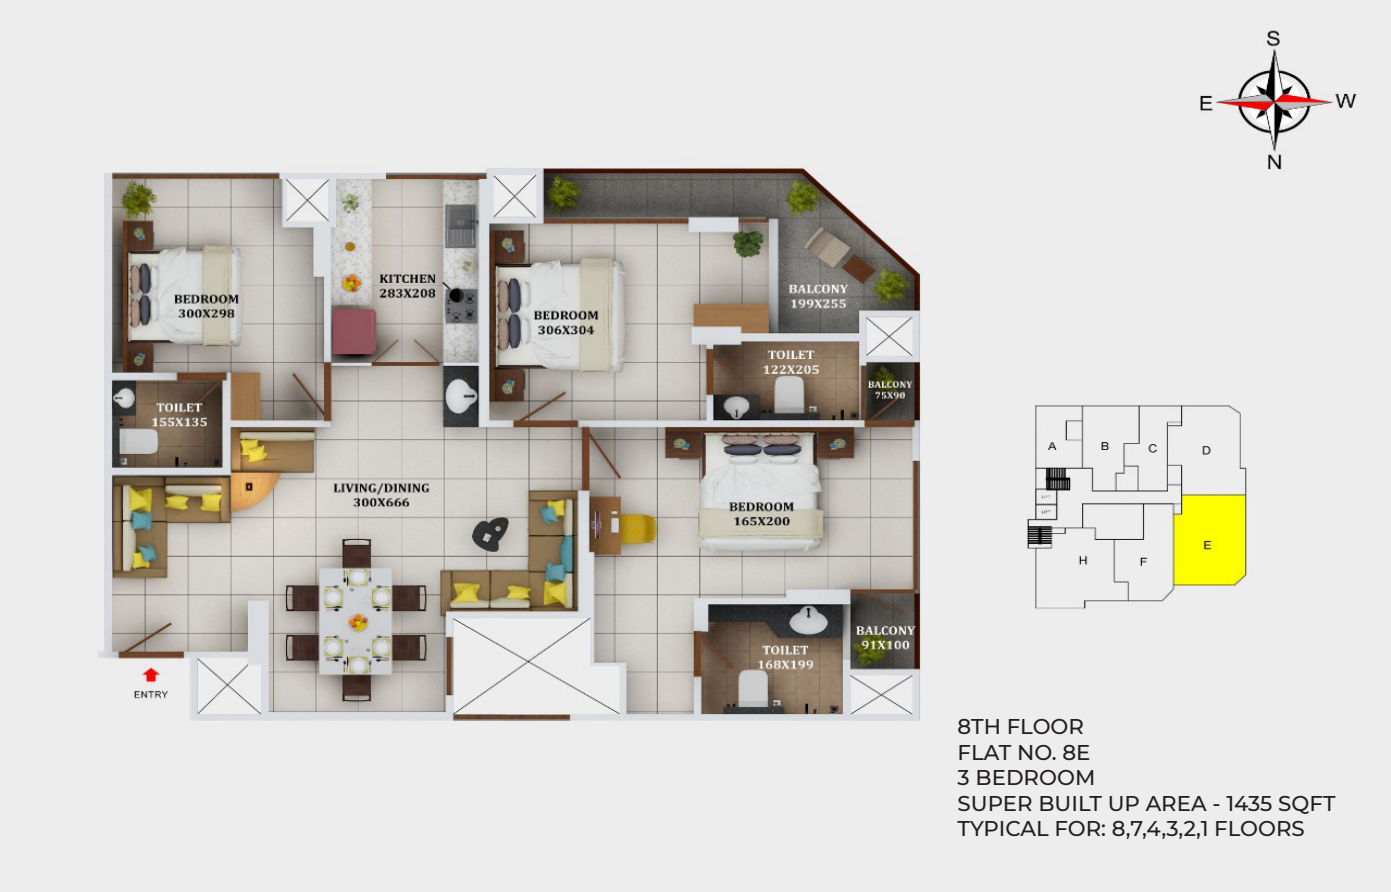 S
E W
N
BEDROOM
300X298
KITCHEN
283X208
BEDROOM
306X304
BALCONY
199X255
TOILET
122X205
BALCONY
75X90
TOILET
155X135
LIVING/DINING
300X666
BEDROOM
165X200
BALCONY
91X100
TOILET
168X199
ENTRY
A
B
C
D
E
F
H
8TH FLOOR
FLAT NO. 8E
3 BEDROOM
SUPER BUILT UP AREA - 1435 SQFT
TYPICAL FOR: 8,7,4,3,2,1 FLOORS